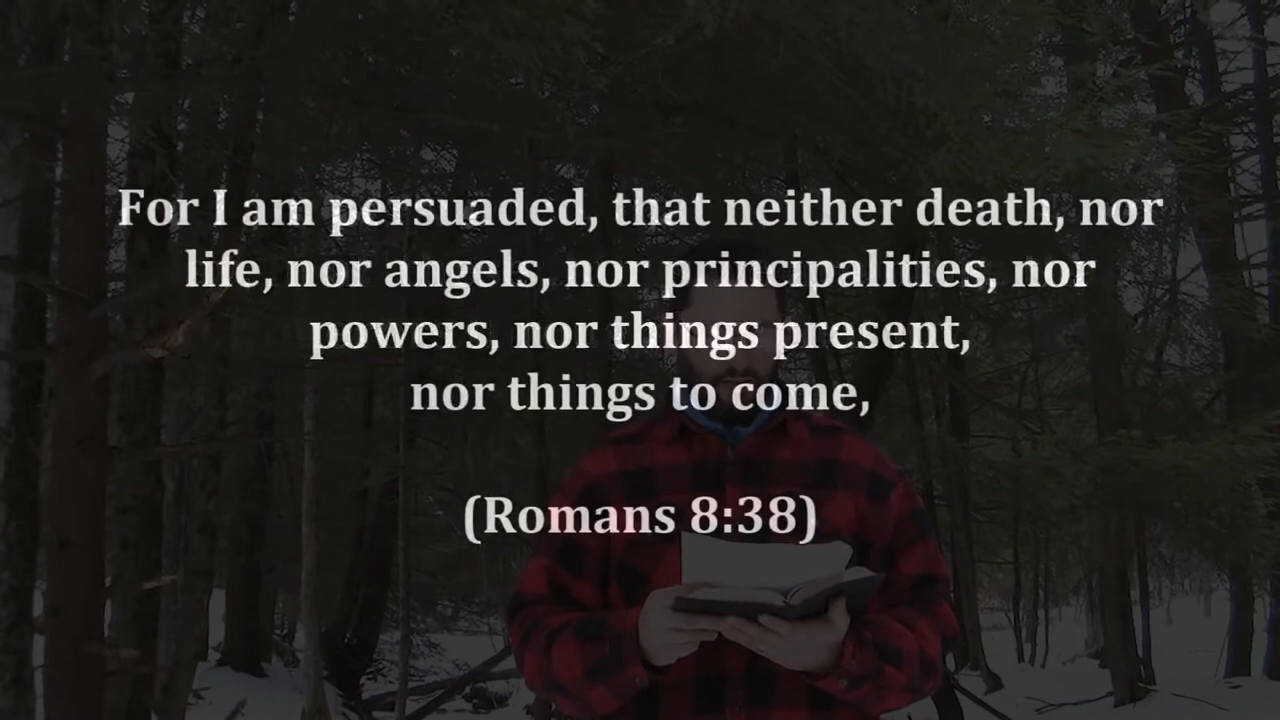 For I am persuaded, that neither death, nor
life, nor angels, nor principalities, nor
powers, nor things present,
nor things to come,
(Romans 8:38)